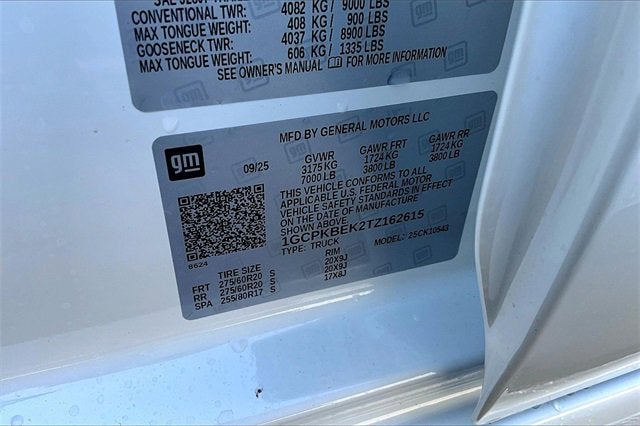 CONVENTIONAL TWR: 4082 KG/ 9000 LBS
MAX TONGUE WEIGHT: 408 KG/ 900 LBS
GOOSENECK TWR: 4037 KG/ 8900 LBS
MAX TONGUE WEIGHT: 606 KG/ 1335 LBS
SEE OWNER'S MANUAL FOR MORE INFORMATION
MFD BY GENERAL MOTORS LLC
gm
09/25 GVWR GAWR FRT GAWR RR
3175 KG 1724 KG 1724 KG
7000 LB 3800 LB 3800 LB
THIS VEHICLE CONFORMS TO ALL
APPLICABLE U.S. FEDERAL MOTOR
VEHICLE SAFETY STANDARDS IN EFFECT
ON THE DATE OF MANUFACTURE
SHOWN ABOVE.
1GCPKBEK2TZ162615
TYPE: TRUCK MODEL: 25CK10543
8624
TIRE SIZE RIM
FRT 275/60R20 S 20X9J
RR 275/60R20 S 20X9J
SPA 255/80R17 S 17X8J